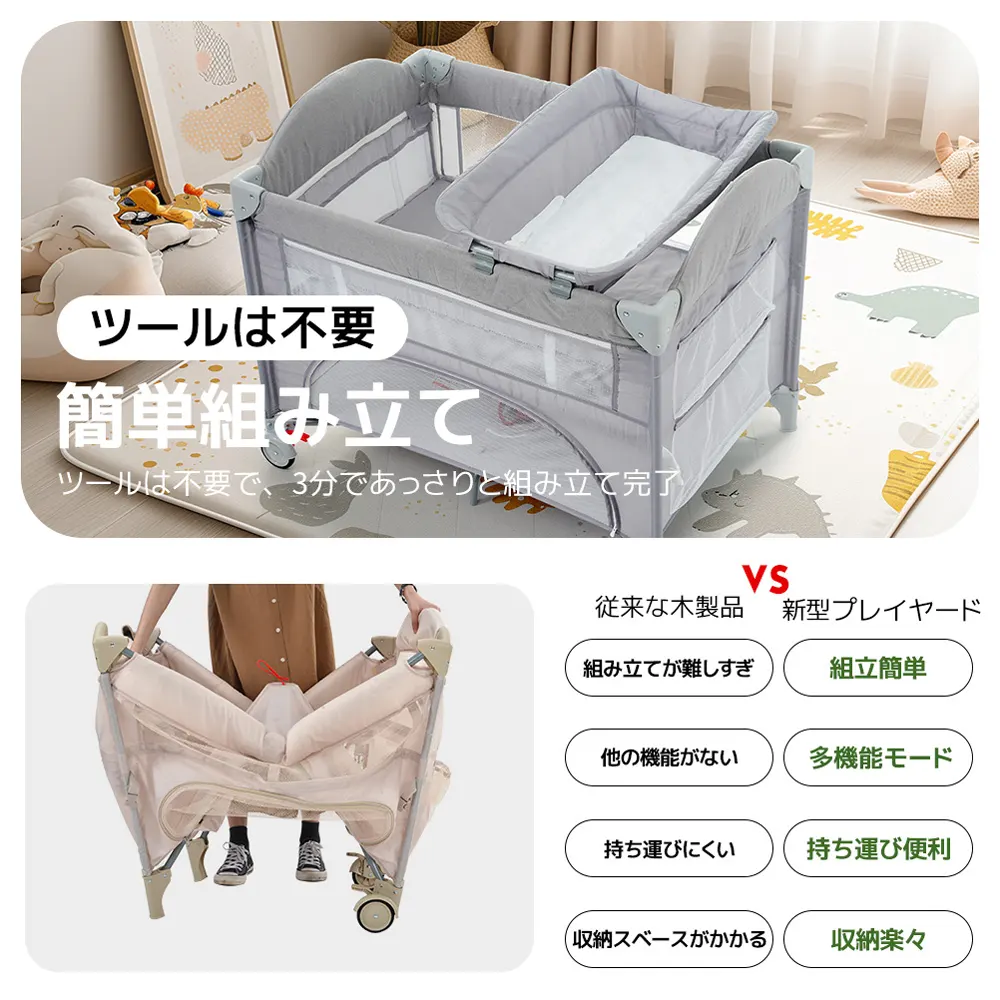 ツールは不要
簡単組み立て
ツールは不要で、3分であっさりと組み立て完了
VS
従来な木製品 新型プレイヤード
組み立てが難しすぎ 組立簡単
他の機能がない 多機能モード
持ち運びにくい 持ち運び便利
収納スペースがかかる 収納楽々